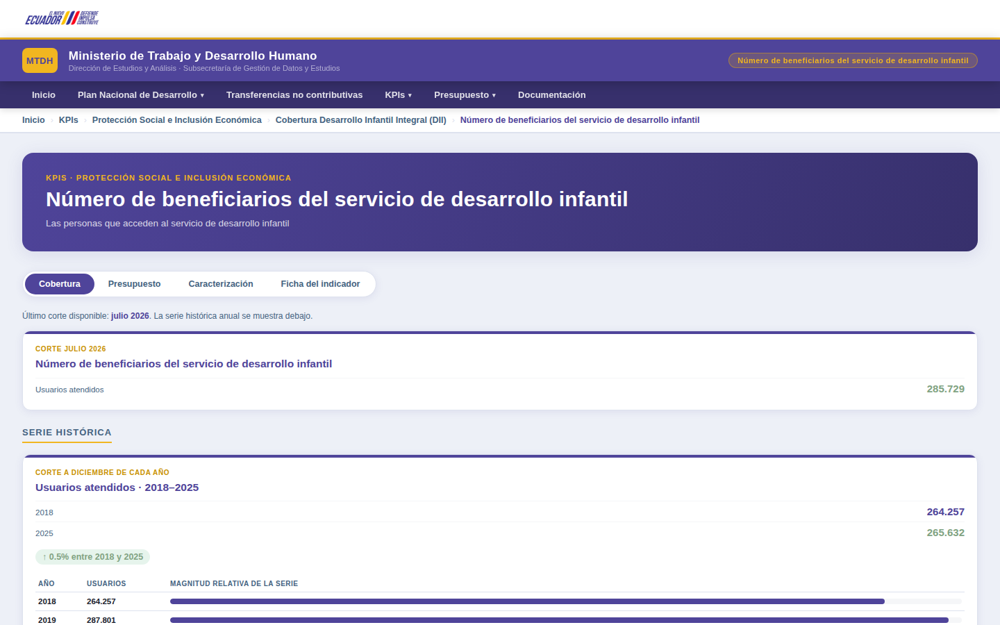 EL NUEVO
ECUADOR
DEFIENDE
IMPULSA
CONSTRUYE
MTDH
Ministerio de Trabajo y Desarrollo Humano
Dirección de Estudios y Análisis · Subsecretaría de Gestión de Datos y Estudios
Número de beneficiarios del servicio de desarrollo infantil
Inicio Plan Nacional de Desarrollo ▾ Transferencias no contributivas KPIs ▾ Presupuesto ▾ Documentación
Inicio › KPIs › Protección Social e Inclusión Económica › Cobertura Desarrollo Infantil Integral (DII) › Número de beneficiarios del servicio de desarrollo infantil
KPIS · PROTECCIÓN SOCIAL E INCLUSIÓN ECONÓMICA
Número de beneficiarios del servicio de desarrollo infantil
Las personas que acceden al servicio de desarrollo infantil
Cobertura Presupuesto Caracterización Ficha del indicador
Último corte disponible: julio 2026. La serie histórica anual se muestra debajo.
CORTE JULIO 2026
Número de beneficiarios del servicio de desarrollo infantil
Usuarios atendidos 285.729
SERIE HISTÓRICA
CORTE A DICIEMBRE DE CADA AÑO
Usuarios atendidos · 2018–2025
2018 264.257
2025 265.632
↑ 0.5% entre 2018 y 2025
AÑO USUARIOS MAGNITUD RELATIVA DE LA SERIE
2018 264.257
2019 287.801